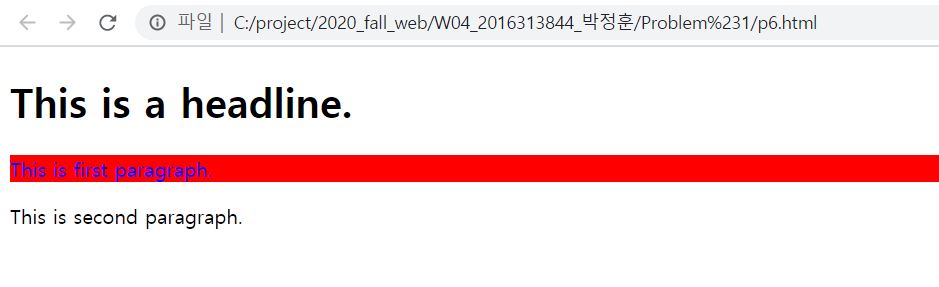 파일 | C:/project/2020_fall_web/W04_2016313844_박정훈/Problem%231/p6.html
This is a headline.
This is first paragraph.
This is second paragraph.